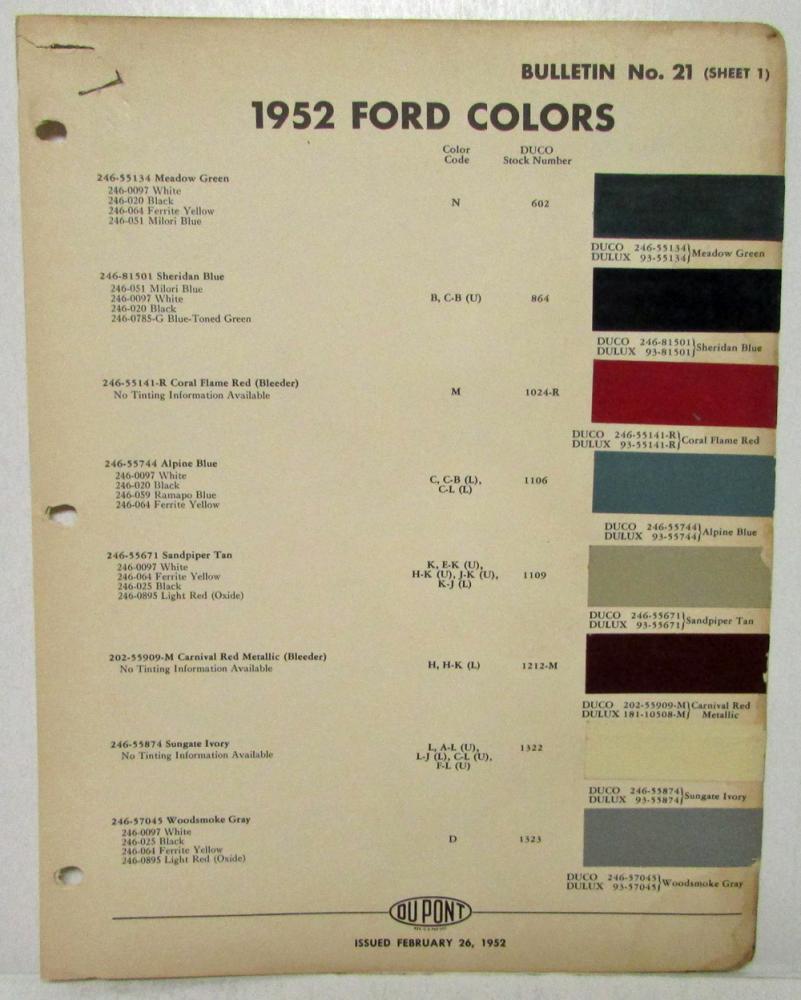 BULLETIN No. 21 (SHEET 1)
1952 FORD COLORS
Color Code
DUCO Stock Number
246-55134 Meadow Green
246-0097 White
246-020 Black
246-064 Ferrite Yellow
246-051 Milori Blue
N
602
DUCO 246-55134
DULUX 93-55134
Meadow Green
246-81501 Sheridan Blue
246-051 Milori Blue
246-0097 White
246-020 Black
246-0785-G Blue-Toned Green
B, C-B (U)
864
DUCO 246-81501
DULUX 93-81501
Sheridan Blue
246-55141-R Coral Flame Red (Bleeder)
No Tinting Information Available
M
1024-R
DUCO 246-55141-R
DULUX 93-55141-R
Coral Flame Red
246-55744 Alpine Blue
246-0097 White
246-020 Black
246-059 Ramapo Blue
246-064 Ferrite Yellow
C, C-B (L),
C-L (L)
1106
DUCO 246-55744
DULUX 93-55744
Alpine Blue
246-55671 Sandpiper Tan
246-0097 White
246-064 Ferrite Yellow
246-025 Black
246-0895 Light Red (Oxide)
K, E-K (U),
H-K (U), J-K (U),
K-J (L)
1109
DUCO 246-55671
DULUX 93-55671
Sandpiper Tan
202-55909-M Carnival Red Metallic (Bleeder)
No Tinting Information Available
H, H-K (L)
1212-M
DUCO 202-55909-M
DULUX 181-10508-M
Carnival Red
Metallic
246-55874 Sungate Ivory
No Tinting Information Available
L, A-L (U),
L-J (L), C-L (U),
F-L (U)
1322
DUCO 246-55874
DULUX 93-55874
Sungate Ivory
246-57045 Woodsmoke Gray
246-0097 White
246-025 Black
246-064 Ferrite Yellow
246-0895 Light Red (Oxide)
D
1323
DUCO 246-57045
DULUX 93-57045
Woodsmoke Gray
DU PONT
ISSUED FEBRUARY 26, 1952